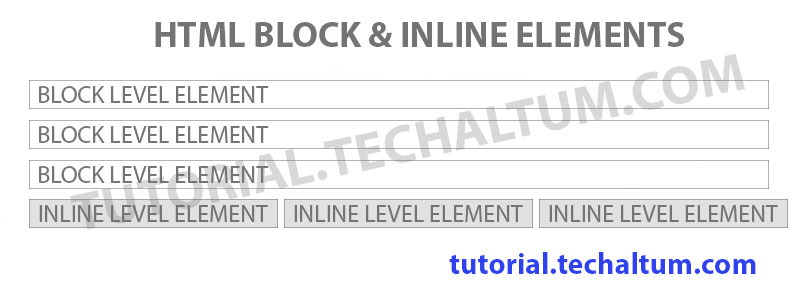 HTML BLOCK & INLINE ELEMENTS
BLOCK LEVEL ELEMENT
BLOCK LEVEL ELEMENT
BLOCK LEVEL ELEMENT
TUTORIAL.TECHALTUM.COM
INLINE LEVEL ELEMENT INLINE LEVEL ELEMENT INLINE LEVEL ELEMENT
tutorial.techaltum.com